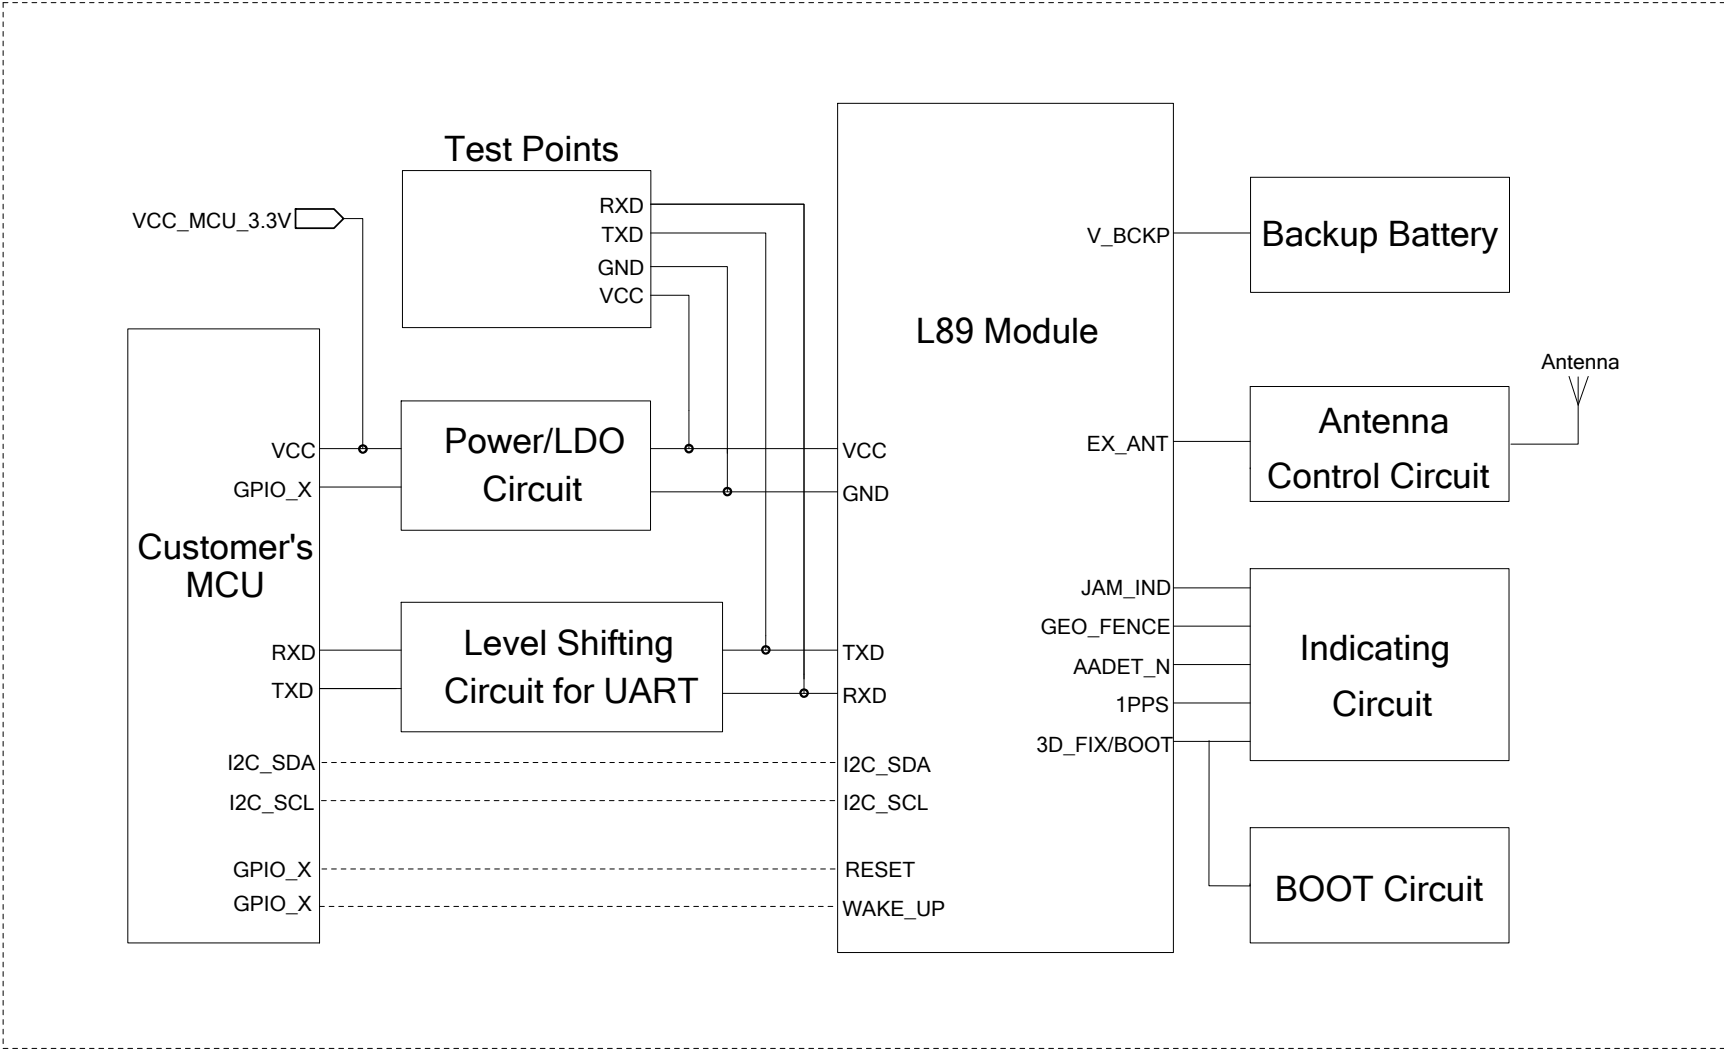 Test Points
RXD
TXD
GND
VCC
VCC_MCU_3.3V
VCC
GPIO_X
Customer's
MCU
RXD
TXD
I2C_SDA
I2C_SCL
GPIO_X
GPIO_X
Power/LDO
Circuit
Level Shifting
Circuit for UART
L89 Module
VCC
GND
TXD
RXD
I2C_SDA
I2C_SCL
RESET
WAKE_UP
V_BCKP
EX_ANT
JAM_IND
GEO_FENCE
AADET_N
1PPS
3D_FIX/BOOT
Backup Battery
Antenna
Antenna
Control Circuit
Indicating
Circuit
BOOT Circuit